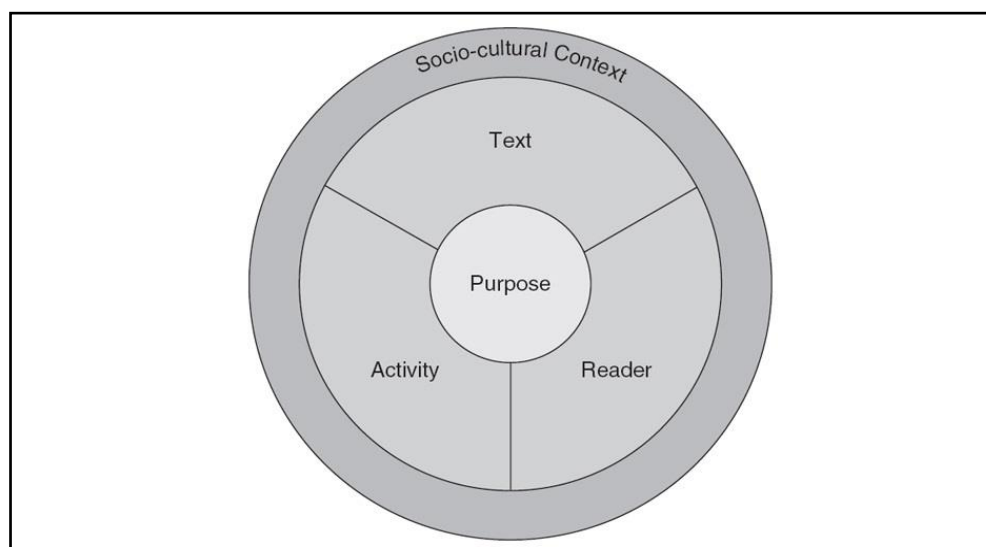 Socio-cultural Context
Text
Purpose
Activity
Reader